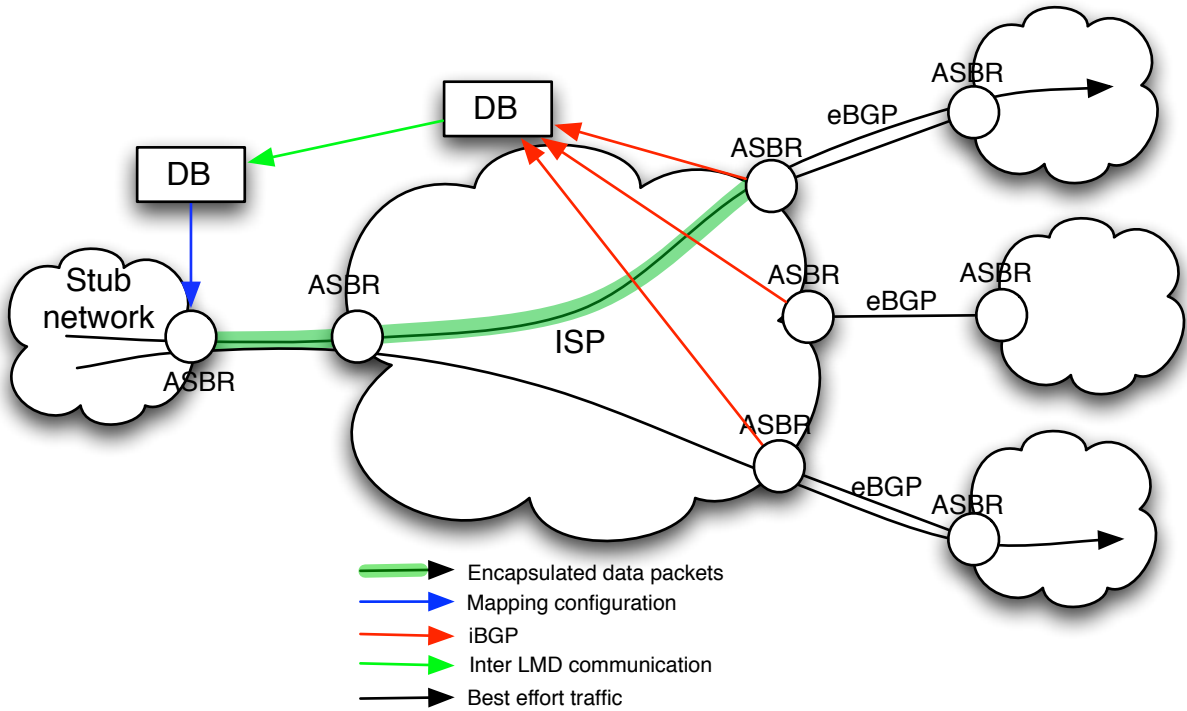 ASBR
eBGP
DB
ASBR
DB
Stub
network
ASBR
ASBR
ASBR
eBGP
ISP
ASBR
ASBR
eBGP
ASBR
Encapsulated data packets
Mapping configuration
iBGP
Inter LMD communication
Best effort traffic